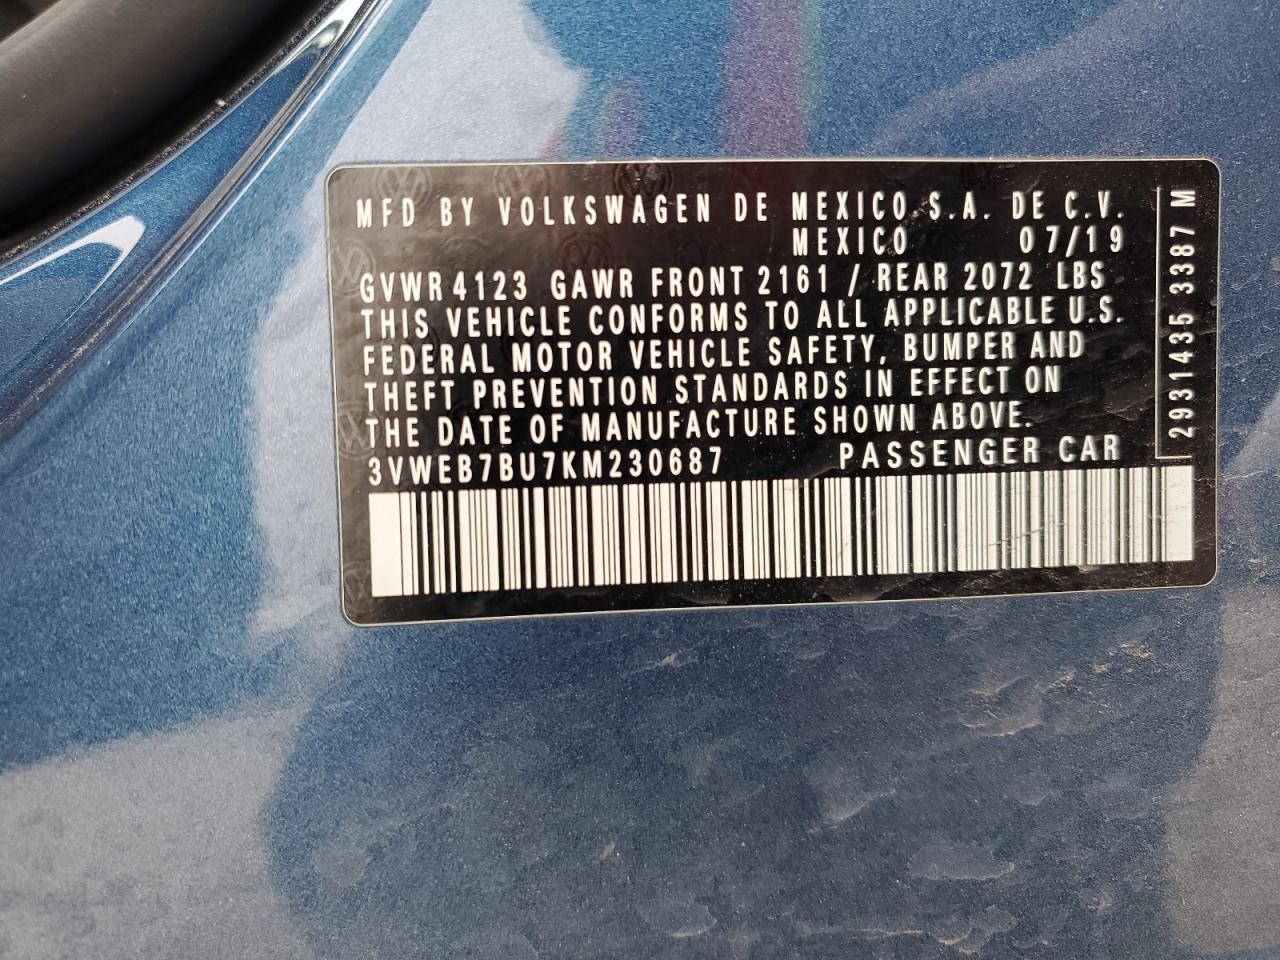 MFD BY VOLKSWAGEN DE MEXICO S.A. DE C.V.
MEXICO 07/19
GVWR 4123 GAWR FRONT 2161 / REAR 2072 LBS
THIS VEHICLE CONFORMS TO ALL APPLICABLE U.S.
FEDERAL MOTOR VEHICLE SAFETY, BUMPER AND
THEFT PREVENTION STANDARDS IN EFFECT ON
THE DATE OF MANUFACTURE SHOWN ABOVE.
3VWEB7BU7KM230687 PASSENGER CAR
2931435 3387 M